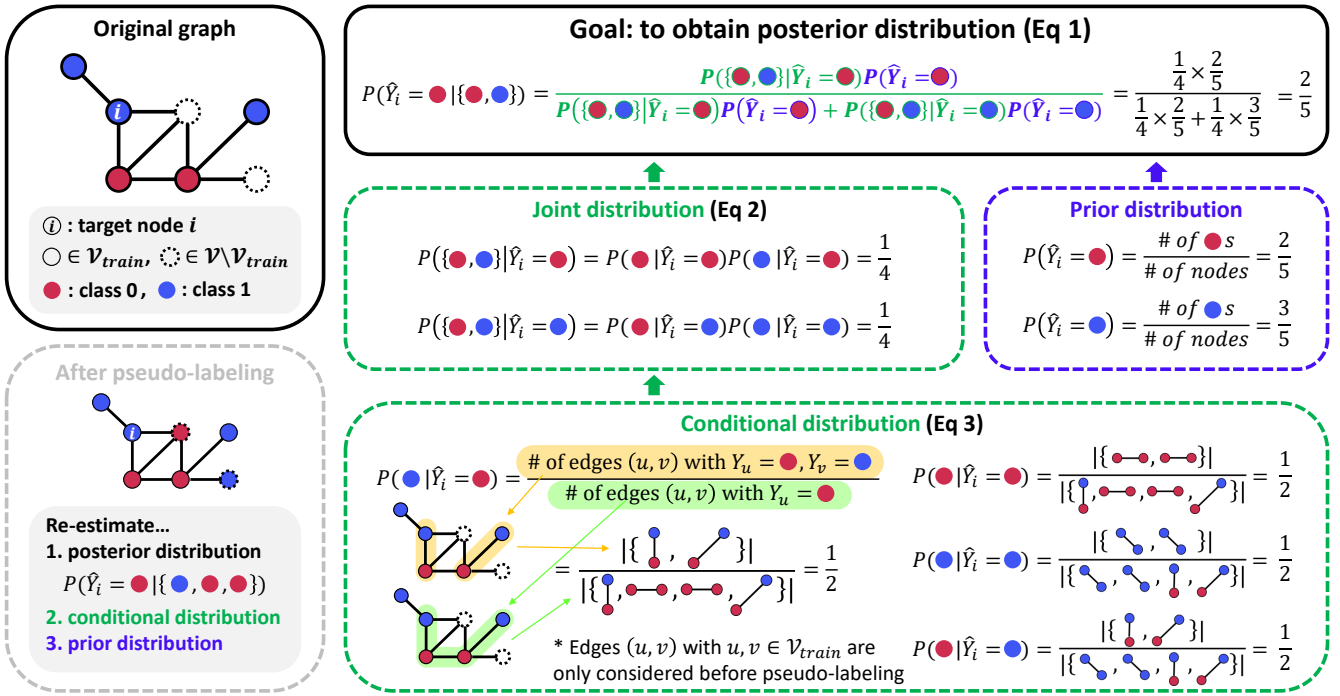 Original graph
i
i : target node i
∈ 𝒱train, ∈ 𝒱\𝒱train
: class 0 , : class 1
After pseudo-labeling
i
Re-estimate...
1. posterior distribution
P(Ŷi = |{ , , })
2. conditional distribution
3. prior distribution
Goal: to obtain posterior distribution (Eq 1)
P(Ŷi = |{ , }) = P({ , }|Ŷi = )P(Ŷi = ) / P({ , }|Ŷi = )P(Ŷi = ) + P({ , }|Ŷi = )P(Ŷi = ) = 1/4 × 2/5 / 1/4 × 2/5 + 1/4 × 3/5 = 2/5
Joint distribution (Eq 2)
P({ , }|Ŷi = ) = P( |Ŷi = )P( |Ŷi = ) = 1/4
P({ , }|Ŷi = ) = P( |Ŷi = )P( |Ŷi = ) = 1/4
Prior distribution
P(Ŷi = ) = # of s / # of nodes = 2/5
P(Ŷi = ) = # of s / # of nodes = 3/5
Conditional distribution (Eq 3)
P( |Ŷi = ) = # of edges (u, v) with Yu = , Yv = / # of edges (u, v) with Yu =
= |{ , }| / |{ , , , }| = 1/2
* Edges (u, v) with u, v ∈ 𝒱train are
only considered before pseudo-labeling
P( |Ŷi = ) = |{ , }| / |{ , , , }| = 1/2
P( |Ŷi = ) = |{ , }| / |{ , , , }| = 1/2
P( |Ŷi = ) = |{ , }| / |{ , , , }| = 1/2